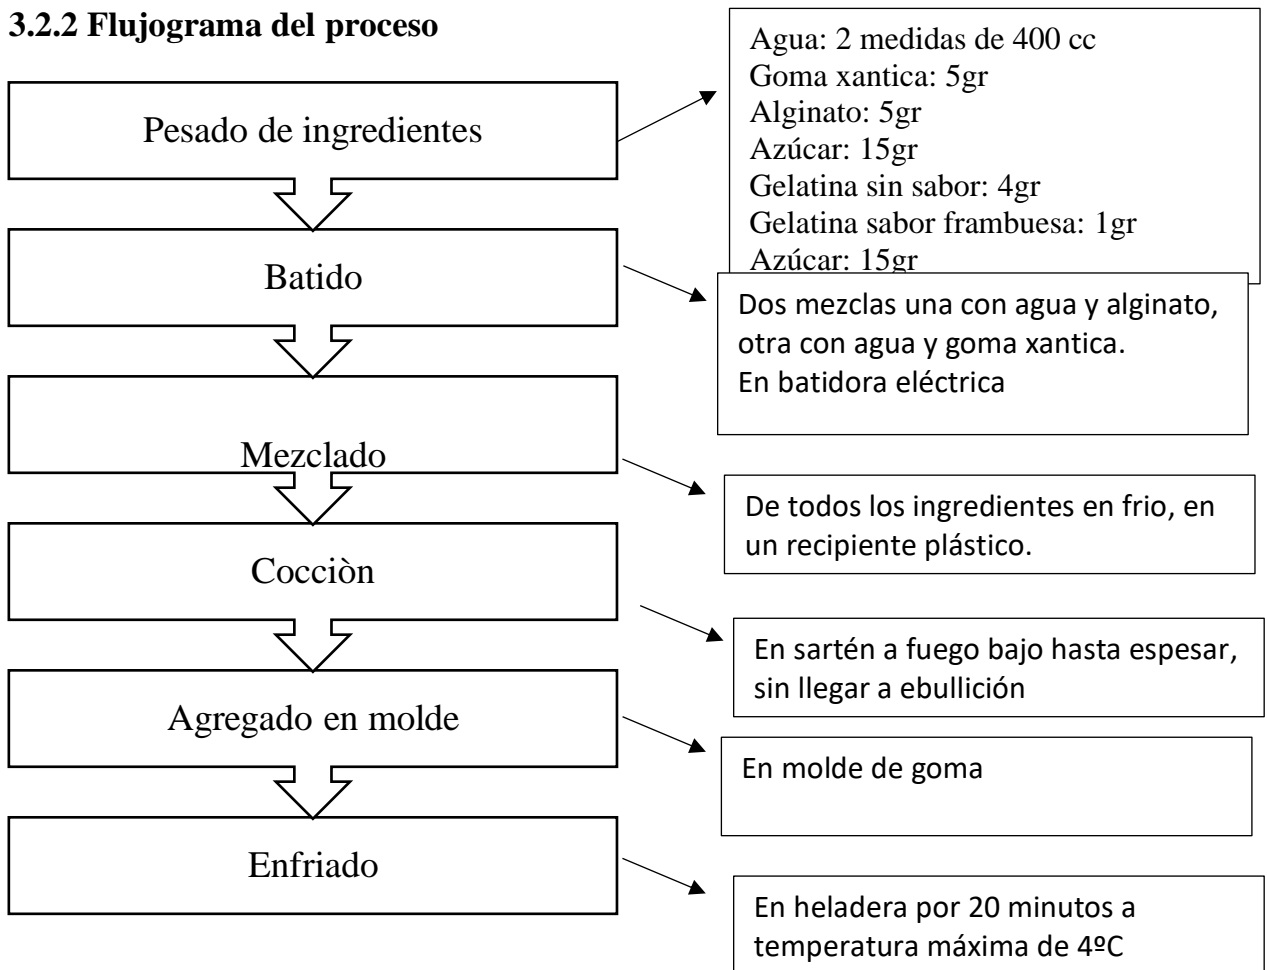 3.2.2 Flujograma del proceso
Pesado de ingredientes
Agua: 2 medidas de 400 cc
Goma xantica: 5gr
Alginato: 5gr
Azúcar: 15gr
Gelatina sin sabor: 4gr
Gelatina sabor frambuesa: 1gr
Azúcar: 15gr
Batido
Dos mezclas una con agua y alginato,
otra con agua y goma xantica.
En batidora eléctrica
Mezclado
De todos los ingredientes en frio, en
un recipiente plástico.
Cocciòn
En sartén a fuego bajo hasta espesar,
sin llegar a ebullición
Agregado en molde
En molde de goma
Enfriado
En heladera por 20 minutos a
temperatura máxima de 4ºC